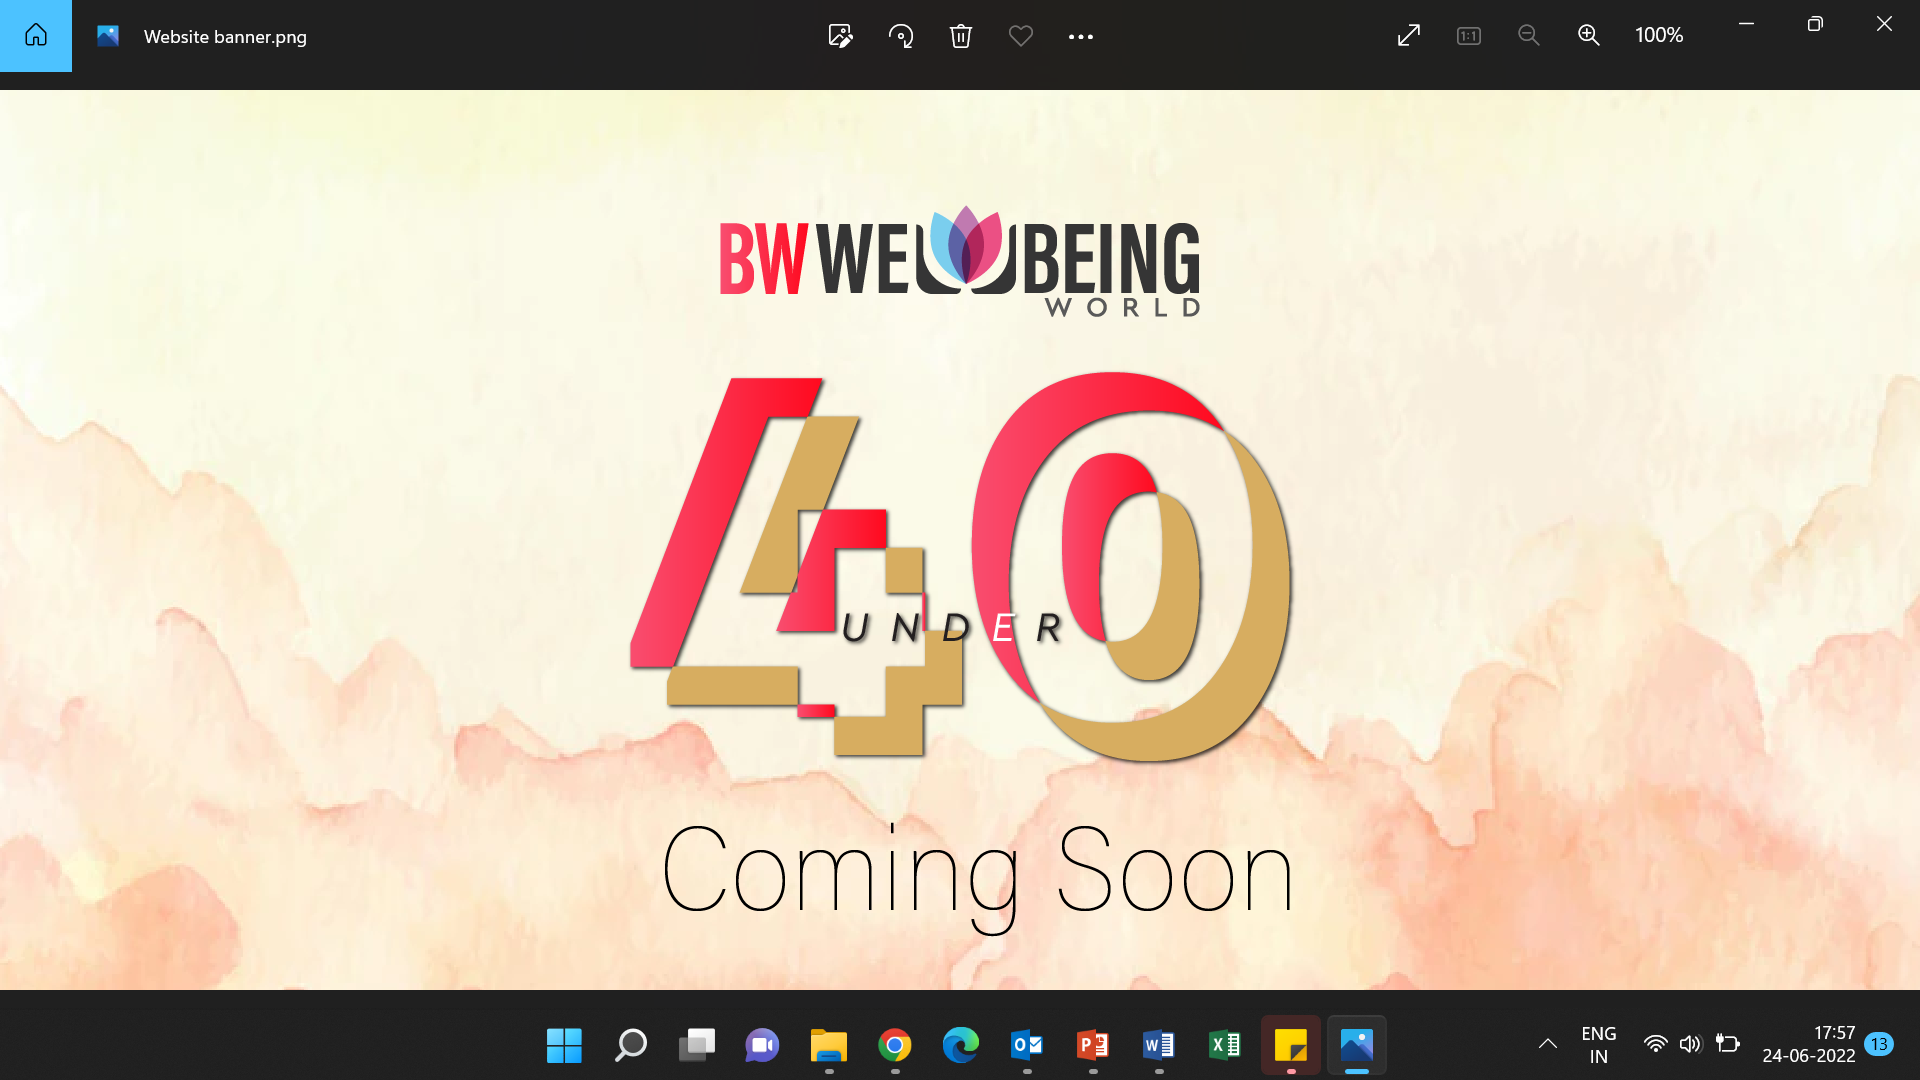 Website banner.png
100%
BW WELLBEING
WORLD
40
UNDER
Coming Soon
ENG
IN
17:57
24-06-2022
13